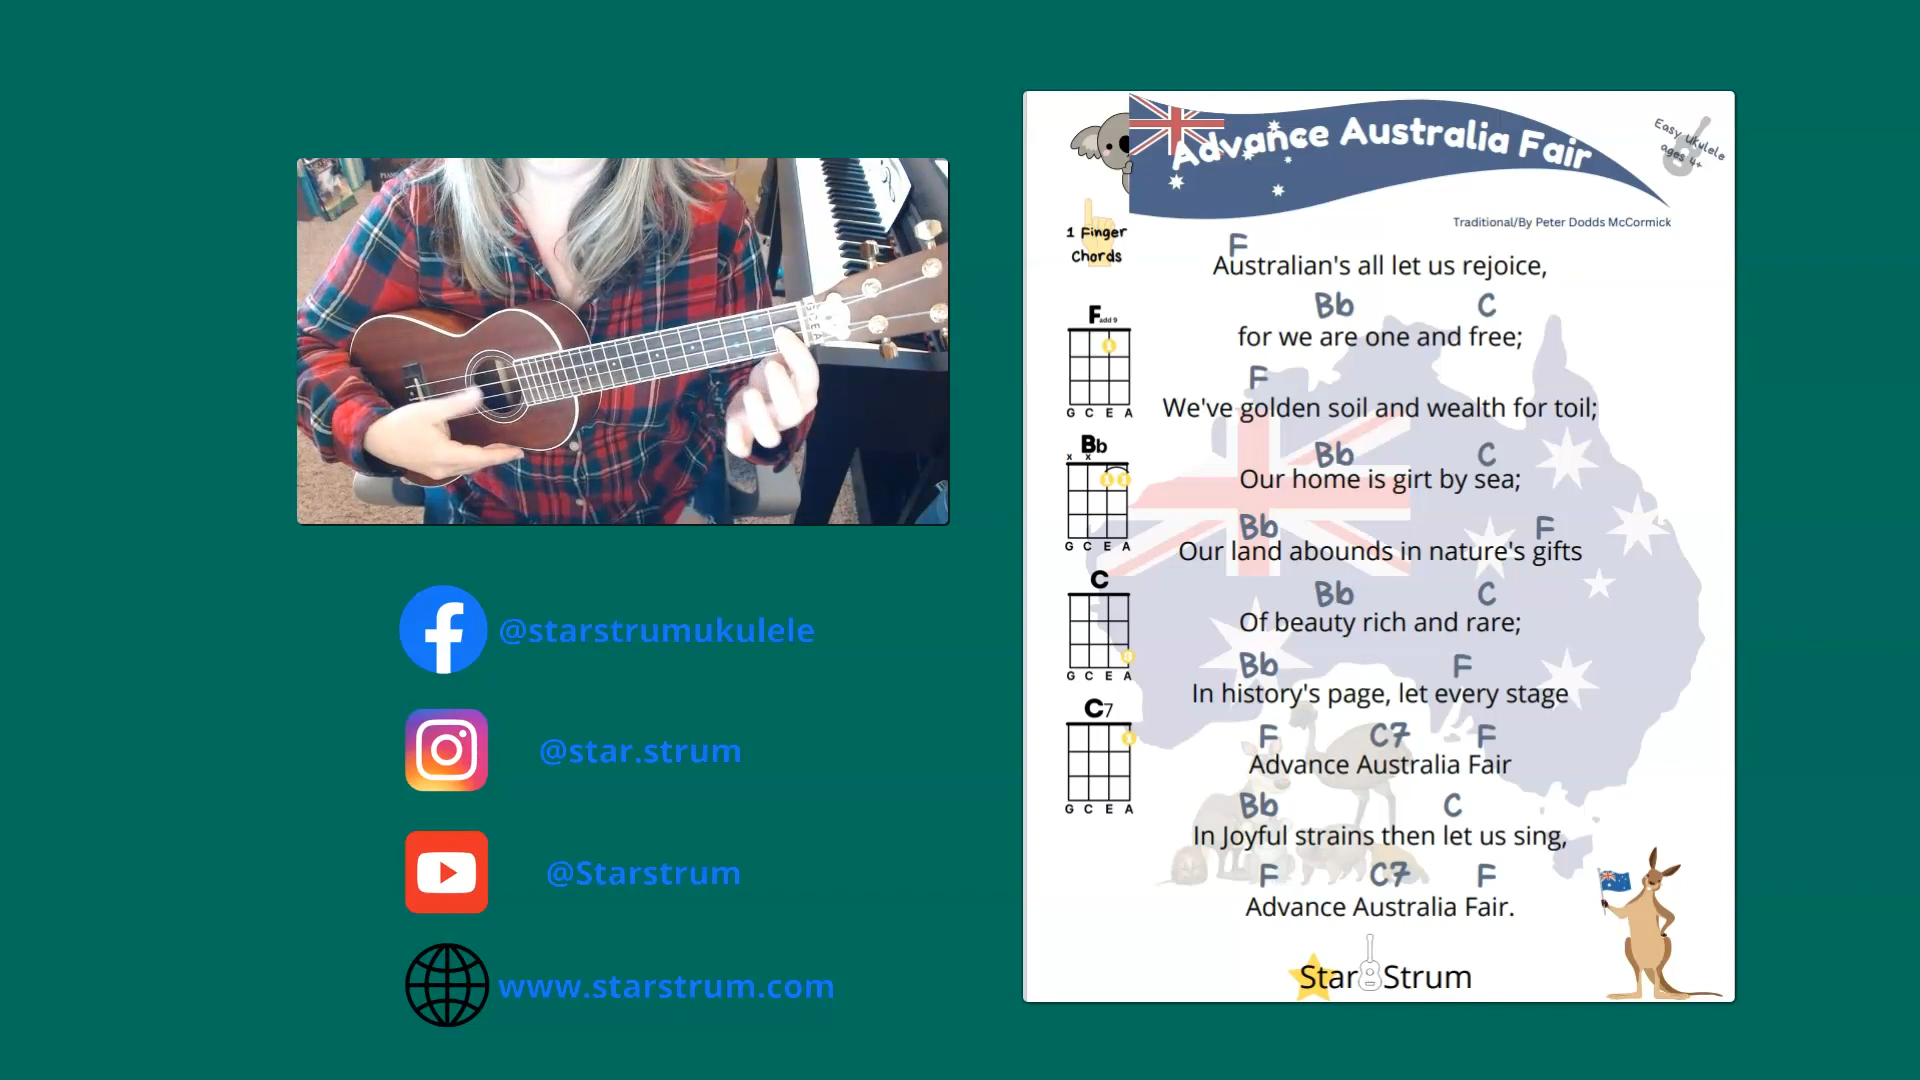 @starstrumukulele
@star.strum
@Starstrum
www.starstrum.com
Advance Australia Fair
Easy Ukulele
ages 4+
Traditional/By Peter Dodds McCormick
1 Finger
Chords
F
Australian's all let us rejoice,
Bb C
for we are one and free;
F
We've golden soil and wealth for toil;
Bb C
Our home is girt by sea;
Bb F
Our land abounds in nature's gifts
Bb C
Of beauty rich and rare;
Bb F
In history's page, let every stage
F C7 F
Advance Australia Fair
Bb C
In Joyful strains then let us sing,
F C7 F
Advance Australia Fair.
F add 9
G C E A
Bb
x x
G C E A
C
G C E A
C7
G C E A
Star Strum